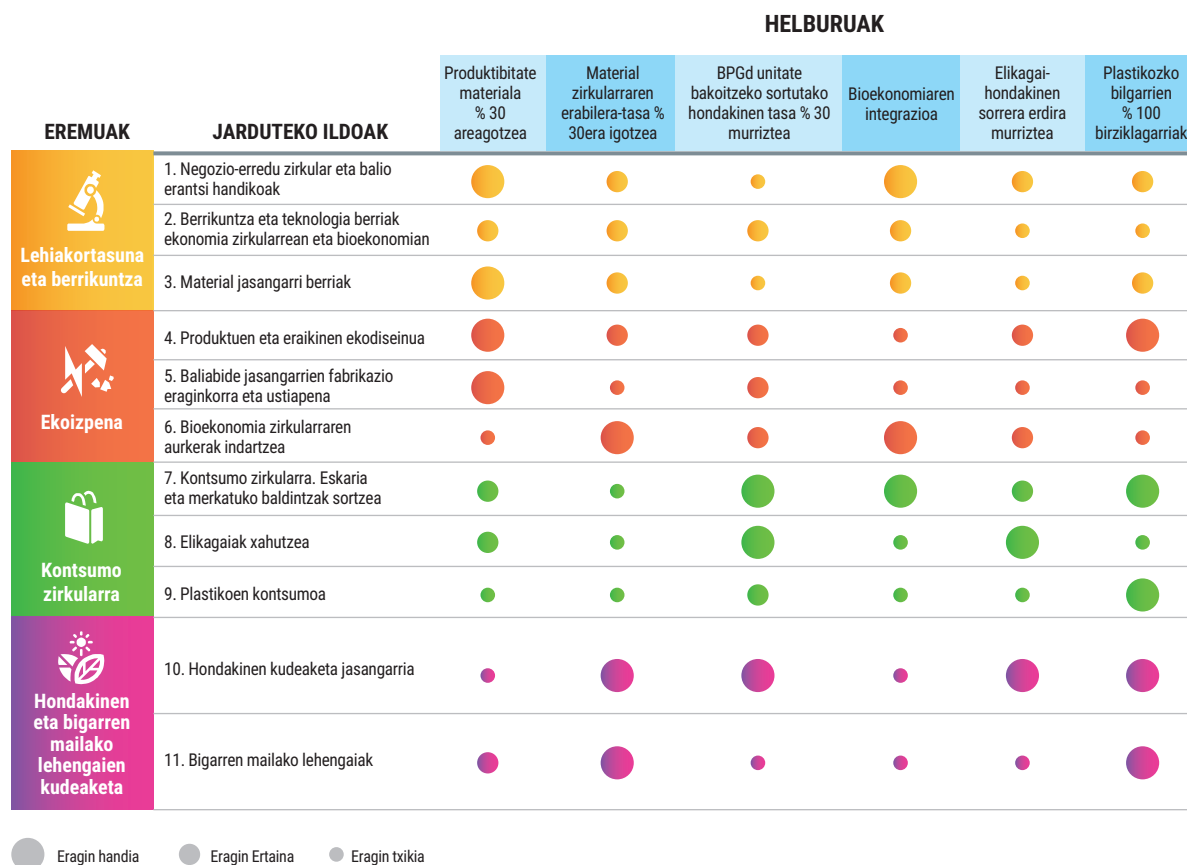 HELBURUAK
EREMUAK
JARDUTEKO ILDOAK
Produktibitate
materiala
% 30
areagotzea
Material
zirkularraren
erabilera-tasa %
30era igotzea
BPGd unitate
bakoitzeko sortutako
hondakinen tasa % 30
murriztea
Bioekonomiaren
integrazioa
Elikagai-
hondakinen
sorrera erdira
murriztea
Plastikozko
bilgarrien
% 100
birziklagarriak
Lehiakortasuna
eta berrikuntza
1. Negozio-erredu zirkular eta balio
erantsi handikoak
2. Berrikuntza eta teknologia berriak
ekonomia zirkularrean eta bioekonomian
3. Material jasangarri berriak
Ekoizpena
4. Produktuen eta eraikinen ekodiseinua
5. Baliabide jasangarrien fabrikazio
eraginkorra eta ustiapena
6. Bioekonomia zirkularraren
aurkerak indartzea
Kontsumo
zirkularra
7. Kontsumo zirkularra. Eskaria
eta merkatuko baldintzak sortzea
8. Elikagaiak xahutzea
9. Plastikoen kontsumoa
Hondakinen
eta bigarren
mailako
lehengaien
kudeaketa
10. Hondakinen kudeaketa jasangarria
11. Bigarren mailako lehengaiak
Eragin handia
Eragin Ertaina
Eragin txikia